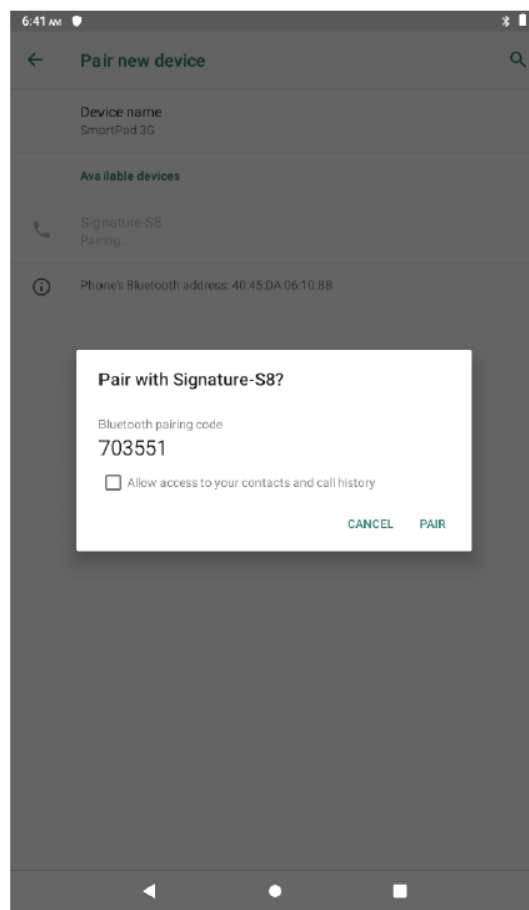 6:41 AM
Pair new device
Device name
SmartPad 3G
Available devices
Signature-S8
Pairing...
Phone's Bluetooth address: 40:45:DA:06:10:BB
Pair with Signature-S8?
Bluetooth pairing code
703551
Allow access to your contacts and call history
CANCEL PAIR